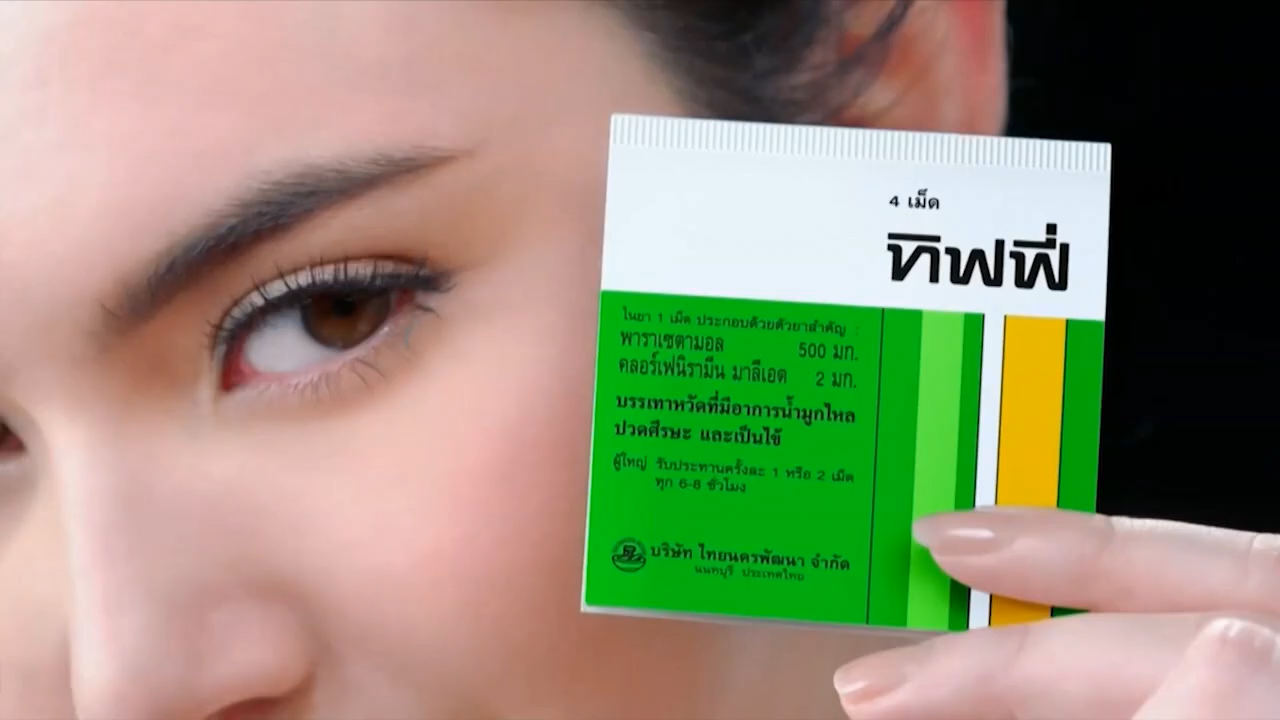 4 เม็ด
ทิฟฟี่
ในยา 1 เม็ด ประกอบด้วยตัวยาสำคัญ :
พาราเซตามอล 500 มก.
คลอร์เฟนิรามีน มาลีเอต 2 มก.
บรรเทาหวัดที่มีอาการน้ำมูกไหล
ปวดศีรษะ และเป็นไข้
ผู้ใหญ่ รับประทานครั้งละ 1 หรือ 2 เม็ด
ทุก 6-8 ชั่วโมง
บริษัท ไทยนครพัฒนา จำกัด
นนทบุรี ประเทศไทย